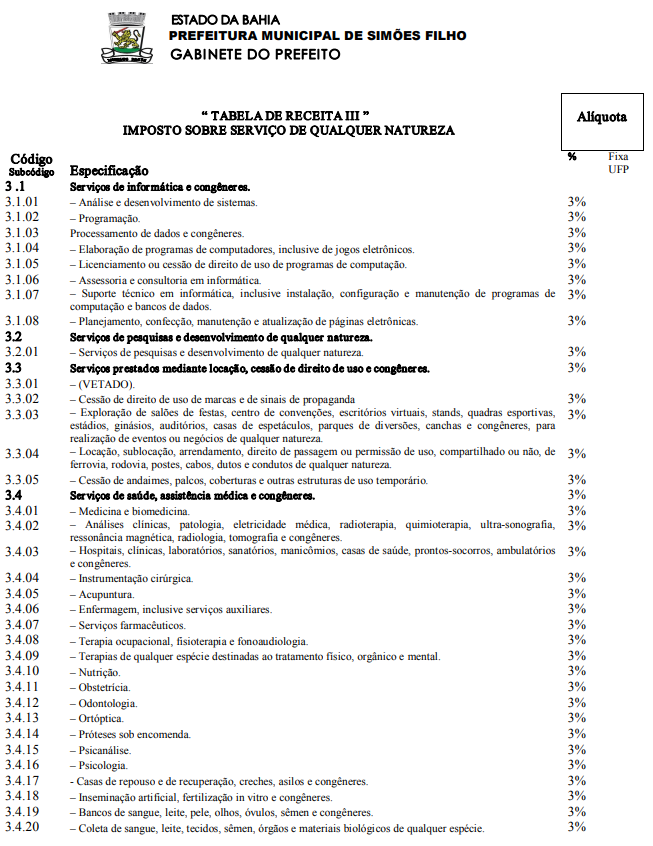 ESTADO DA BAHIA
PREFEITURA MUNICIPAL DE SIMÕES FILHO
GABINETE DO PREFEITO
“ TABELA DE RECEITA III ”
IMPOSTO SOBRE SERVIÇO DE QUALQUER NATUREZA
Alíquota
Código
Subcódigo Especificação % Fixa
UFP
3 .1 Serviços de informática e congêneres.
3.1.01 – Análise e desenvolvimento de sistemas. 3%
3.1.02 – Programação. 3%
3.1.03 Processamento de dados e congêneres. 3%
3.1.04 – Elaboração de programas de computadores, inclusive de jogos eletrônicos. 3%
3.1.05 – Licenciamento ou cessão de direito de uso de programas de computação. 3%
3.1.06 – Assessoria e consultoria em informática. 3%
3.1.07 – Suporte técnico em informática, inclusive instalação, configuração e manutenção de programas de 3%
computação e bancos de dados.
3.1.08 – Planejamento, confecção, manutenção e atualização de páginas eletrônicas. 3%
3.2 Serviços de pesquisas e desenvolvimento de qualquer natureza.
3.2.01 – Serviços de pesquisas e desenvolvimento de qualquer natureza. 3%
3.3 Serviços prestados mediante locação, cessão de direito de uso e congêneres. 3%
3.3.01 – (VETADO).
3.3.02 – Cessão de direito de uso de marcas e de sinais de propaganda 3%
3.3.03 – Exploração de salões de festas, centro de convenções, escritórios virtuais, stands, quadras esportivas, 3%
estádios, ginásios, auditórios, casas de espetáculos, parques de diversões, canchas e congêneres, para
realização de eventos ou negócios de qualquer natureza.
3.3.04 – Locação, sublocação, arrendamento, direito de passagem ou permissão de uso, compartilhado ou não, de 3%
ferrovia, rodovia, postes, cabos, dutos e condutos de qualquer natureza.
3.3.05 – Cessão de andaimes, palcos, coberturas e outras estruturas de uso temporário. 3%
3.4 Serviços de saúde, assistência médica e congêneres. 3%
3.4.01 – Medicina e biomedicina. 3%
3.4.02 – Análises clínicas, patologia, eletricidade médica, radioterapia, quimioterapia, ultra-sonografia, 3%
ressonância magnética, radiologia, tomografia e congêneres.
3.4.03 – Hospitais, clínicas, laboratórios, sanatórios, manicômios, casas de saúde, prontos-socorros, ambulatórios 3%
e congêneres.
3.4.04 – Instrumentação cirúrgica. 3%
3.4.05 – Acupuntura. 3%
3.4.06 – Enfermagem, inclusive serviços auxiliares. 3%
3.4.07 – Serviços farmacêuticos. 3%
3.4.08 – Terapia ocupacional, fisioterapia e fonoaudiologia. 3%
3.4.09 – Terapias de qualquer espécie destinadas ao tratamento físico, orgânico e mental. 3%
3.4.10 – Nutrição. 3%
3.4.11 – Obstetrícia. 3%
3.4.12 – Odontologia. 3%
3.4.13 – Ortóptica. 3%
3.4.14 – Próteses sob encomenda. 3%
3.4.15 – Psicanálise. 3%
3.4.16 – Psicologia. 3%
3.4.17 - Casas de repouso e de recuperação, creches, asilos e congêneres. 3%
3.4.18 – Inseminação artificial, fertilização in vitro e congêneres. 3%
3.4.19 – Bancos de sangue, leite, pele, olhos, óvulos, sêmen e congêneres. 3%
3.4.20 – Coleta de sangue, leite, tecidos, sêmen, órgãos e materiais biológicos de qualquer espécie. 3%